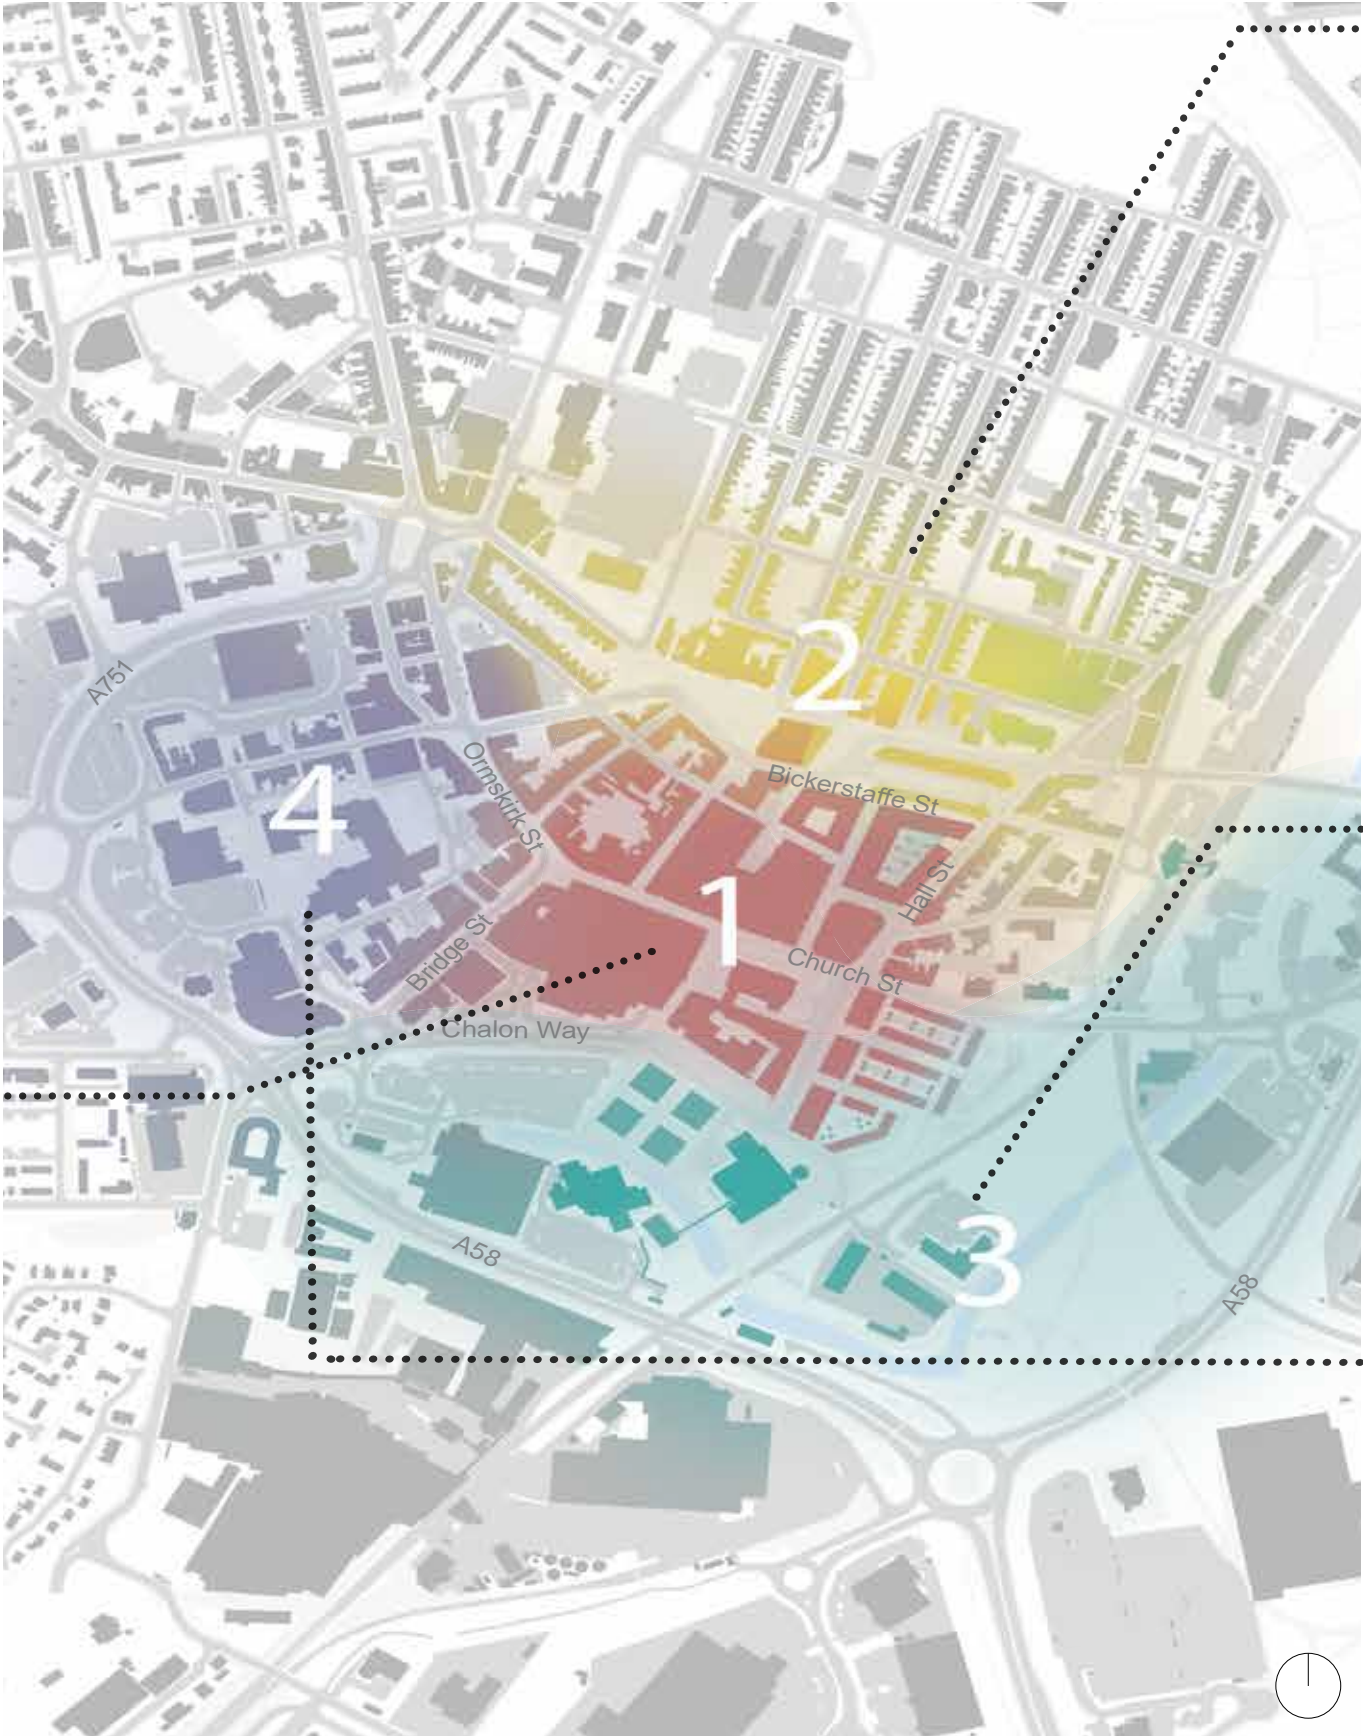 2
A751
4
Ormskirk St
Bickerstaffe St
Hall St
1
Bridge St
Church St
Chalon Way
3
A58
A58